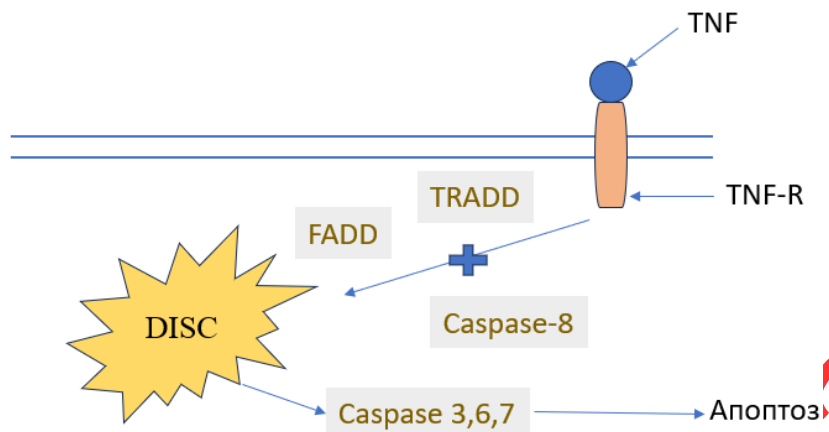 TNF
TNF-R
TRADD
FADD
Caspase-8
DISC
Caspase 3,6,7
Апоптоз